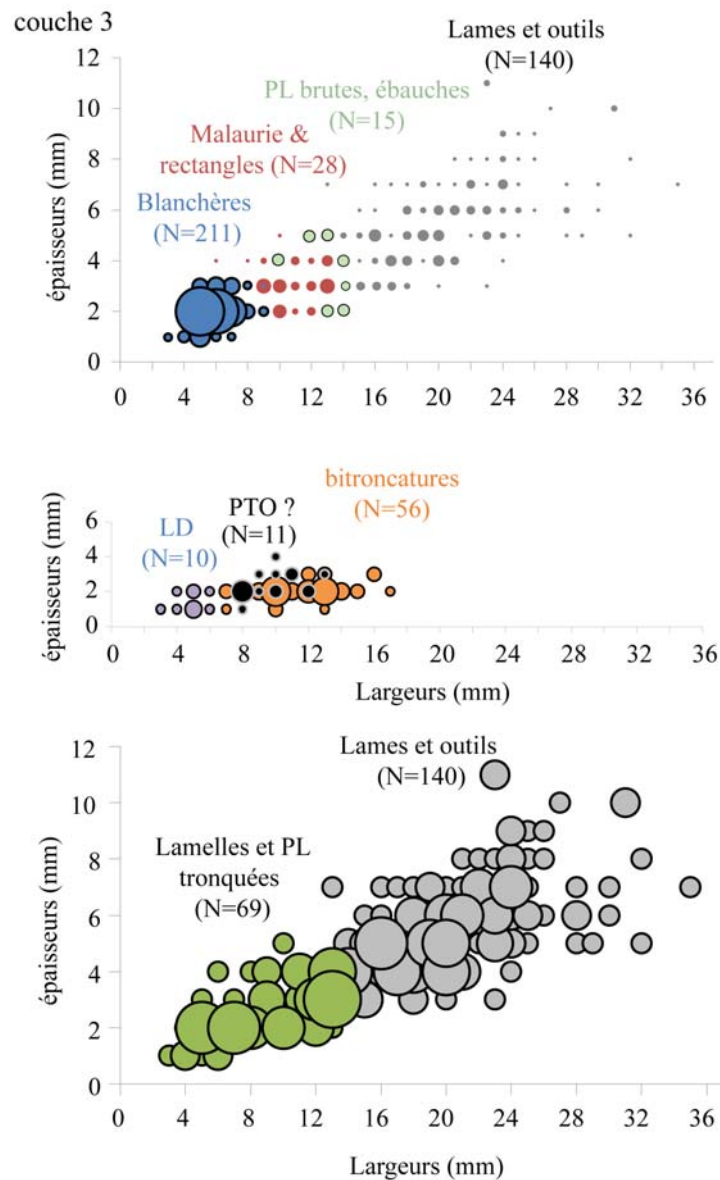 couche 3
Lames et outils
(N=140)
PL brutes, ébauches
(N=15)
Malaurie &
rectangles (N=28)
Blanchères
(N=211)
épaisseurs (mm)
12
10
8
6
4
2
0
0 4 8 12 16 20 24 28 32 36
bitroncatures
(N=56)
PTO ?
(N=11)
LD
(N=10)
épaisseurs (mm)
6
4
2
0
0 4 8 12 16 20 24 28 32 36
Largeurs (mm)
Lames et outils
(N=140)
Lamelles et PL
tronquées
(N=69)
épaisseurs (mm)
12
10
8
6
4
2
0
0 4 8 12 16 20 24 28 32 36
Largeurs (mm)